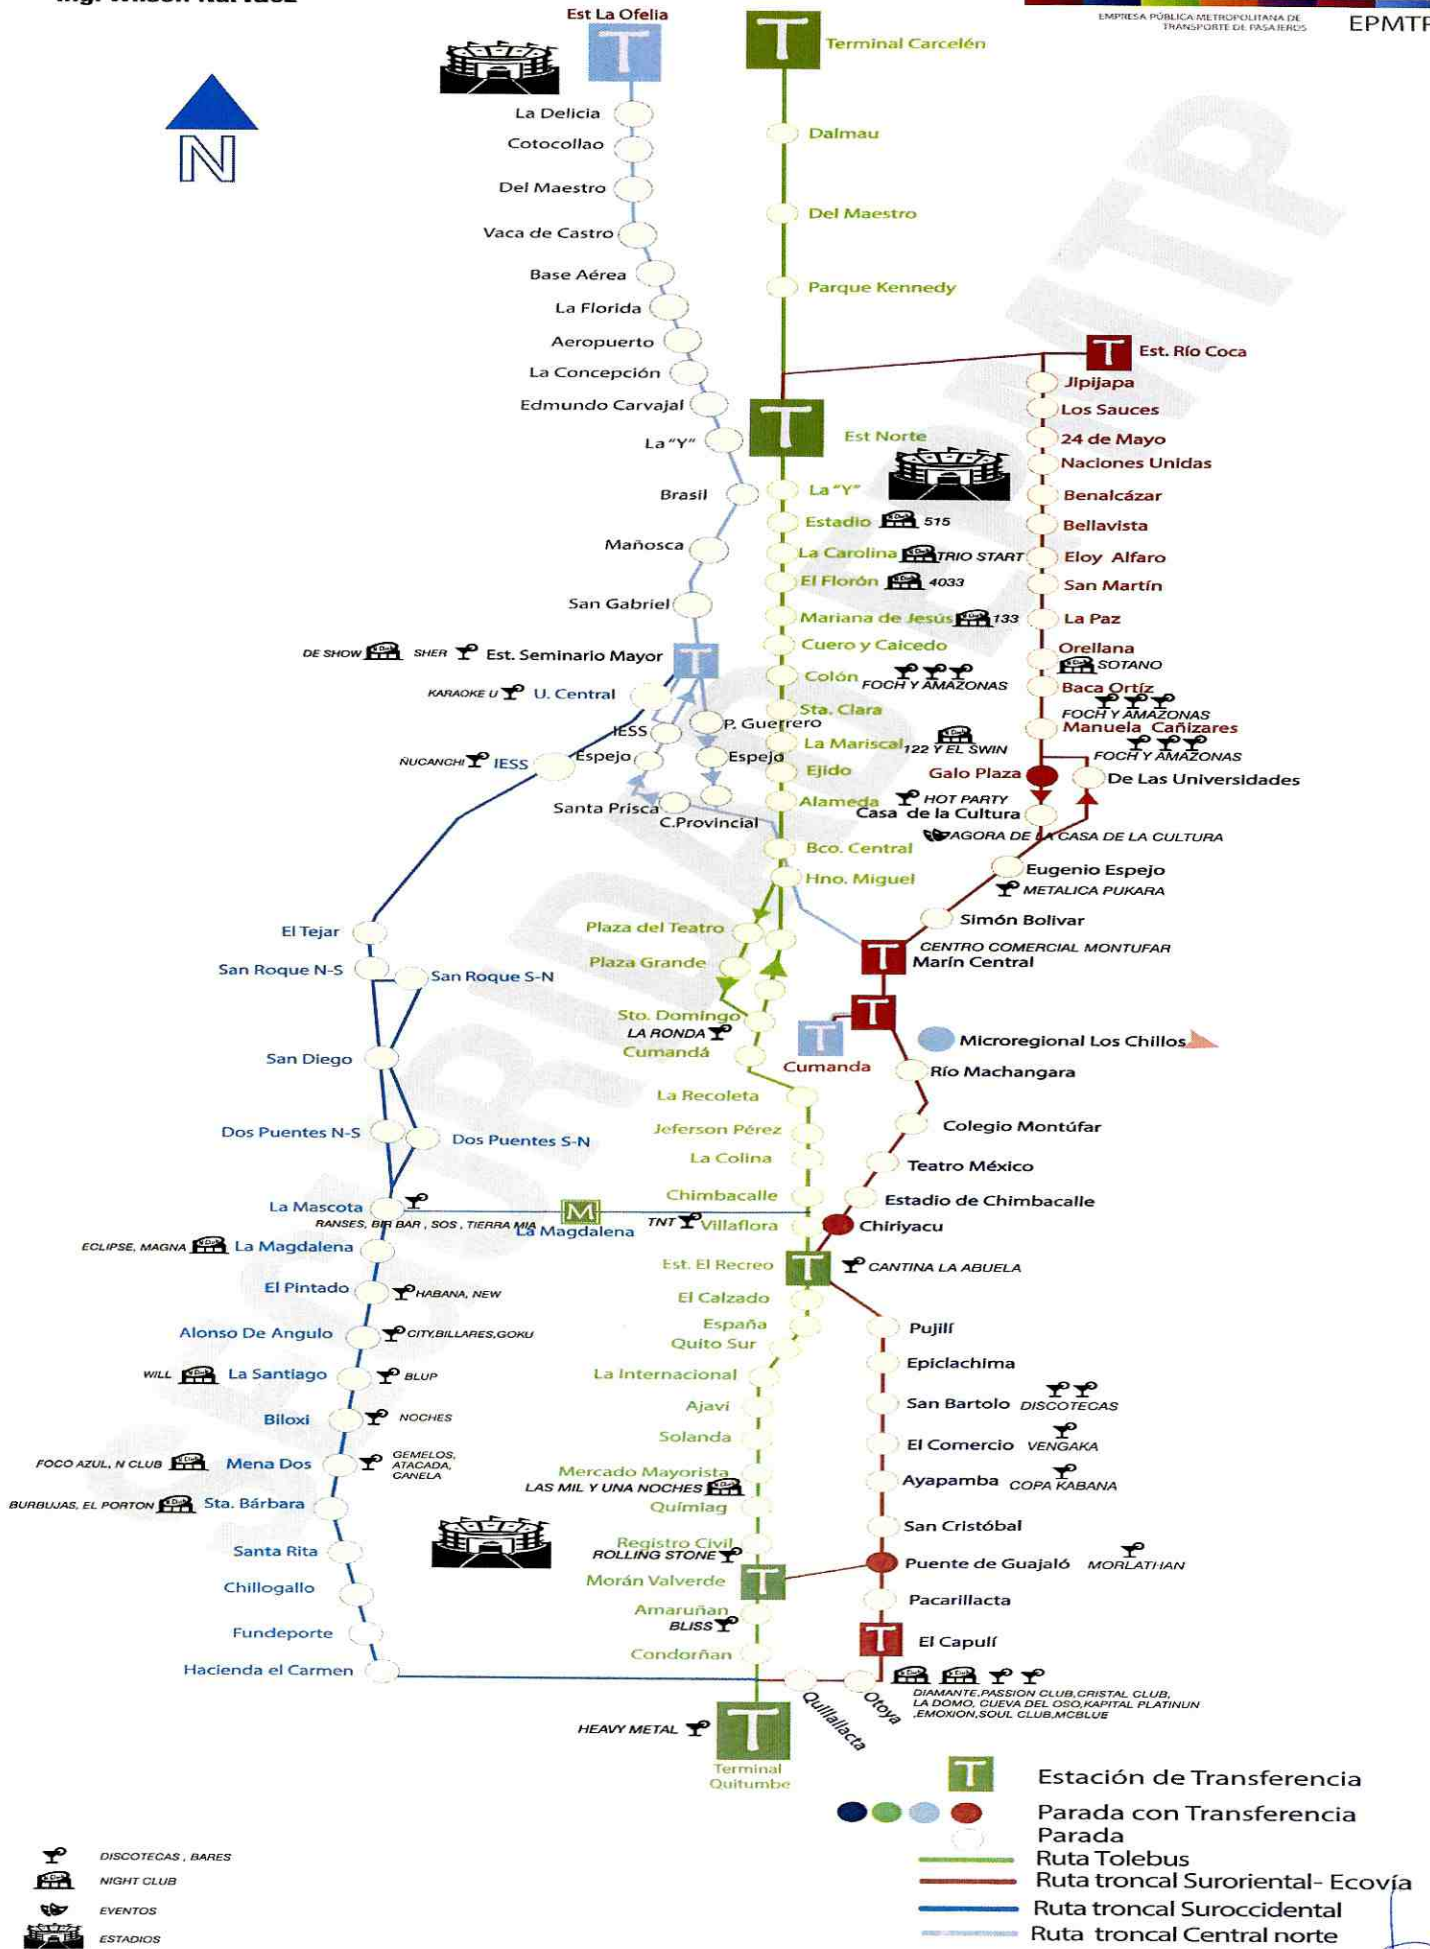 Ing. Wilson Narváez
EMPRESA PÚBLICA METROPOLITANA DE
TRANSPORTE DE PASAJEROS
EPMTP
SEGURIDAD EPMTP
N
Est La Ofelia
T
T
Terminal Carcelén
La Delicia
Cotocollao
Del Maestro
Vaca de Castro
Base Aérea
La Florida
Aeropuerto
La Concepción
Edmundo Carvajal
La "Y"
Brasil
Mañosca
San Gabriel
DE SHOW
SHER
Est. Seminario Mayor
T
Dalmau
Del Maestro
Parque Kennedy
T
Est Norte
La "Y"
Estadio
515
La Carolina
TRIO START
El Florón
4033
Mariana de Jesús
133
Cuero y Caicedo
Colón
FOCH Y AMAZONAS
Sta. Clara
La Mariscal
122 Y EL SWIN
Ejido
Alameda
HOT PARTY
Bco. Central
Hno. Miguel
T
Est. Río Coca
Jipijapa
Los Sauces
24 de Mayo
Naciones Unidas
Benalcázar
Bellavista
Eloy Alfaro
San Martín
La Paz
Orellana
SOTANO
Baca Ortíz
FOCH Y AMAZONAS
Manuela Cañizares
FOCH Y AMAZONAS
Galo Plaza
De Las Universidades
Casa de la Cultura
AGORA DE LA CASA DE LA CULTURA
Eugenio Espejo
METALICA PUKARA
Simón Bolivar
CENTRO COMERCIAL MONTUFAR
T
Marín Central
T
KARAOKE U
U. Central
IESS
P. Guerrero
Espejo
Espejo
Santa Prisca
C.Provincial
ÑUCANCHI
IESS
El Tejar
San Roque N-S
San Roque S-N
San Diego
Dos Puentes N-S
Dos Puentes S-N
La Mascota
RANSES, BIR BAR , SOS , TIERRA MIA
M
La Magdalena
ECLIPSE, MAGNA
La Magdalena
El Pintado
HABANA, NEW
Alonso De Angulo
CITY,BILLARES,GOKU
WILL
La Santiago
BLUP
Biloxi
NOCHES
FOCO AZUL, N CLUB
Mena Dos
GEMELOS,
ATACADA,
CANELA
BURBUJAS, EL PORTON
Sta. Bárbara
Santa Rita
Chillogallo
Fundeporte
Hacienda el Carmen
Plaza del Teatro
Plaza Grande
Sto. Domingo
LA RONDA
Cumandá
T
Cumanda
La Recoleta
Jeferson Pérez
La Colina
Chimbacalle
TNT
Villaflora
Est. El Recreo
T
CANTINA LA ABUELA
El Calzado
España
Quito Sur
La Internacional
Ajaví
Solanda
Mercado Mayorista
LAS MIL Y UNA NOCHES
Quimiag
Registro Civil
ROLLING STONE
Morán Valverde
T
Amaruñan
BLISS
Condorñan
HEAVY METAL
T
Terminal
Quitumbe
Microregional Los Chillos
Río Machangara
Colegio Montúfar
Teatro México
Estadio de Chimbacalle
Chiriyacu
Pujilí
Epiclachima
San Bartolo
DISCOTECAS
El Comercio
VENGAKA
Ayapamba
COPA KABANA
San Cristóbal
Puente de Guajaló
MORLATHAN
Pacarillacta
T
El Capulí
Quillallacta
Otoya
DIAMANTE,PASSION CLUB,CRISTAL CLUB,
LA DOMO, CUEVA DEL OSO,KAPITAL PLATINUN
,EMOXION,SOUL CLUB,MCBLUE
T
Estación de Transferencia
Parada con Transferencia
Parada
Ruta Tolebus
Ruta troncal Suroriental- Ecovía
Ruta troncal Suroccidental
Ruta troncal Central norte
DISCOTECAS , BARES
NIGHT CLUB
EVENTOS
ESTADIOS